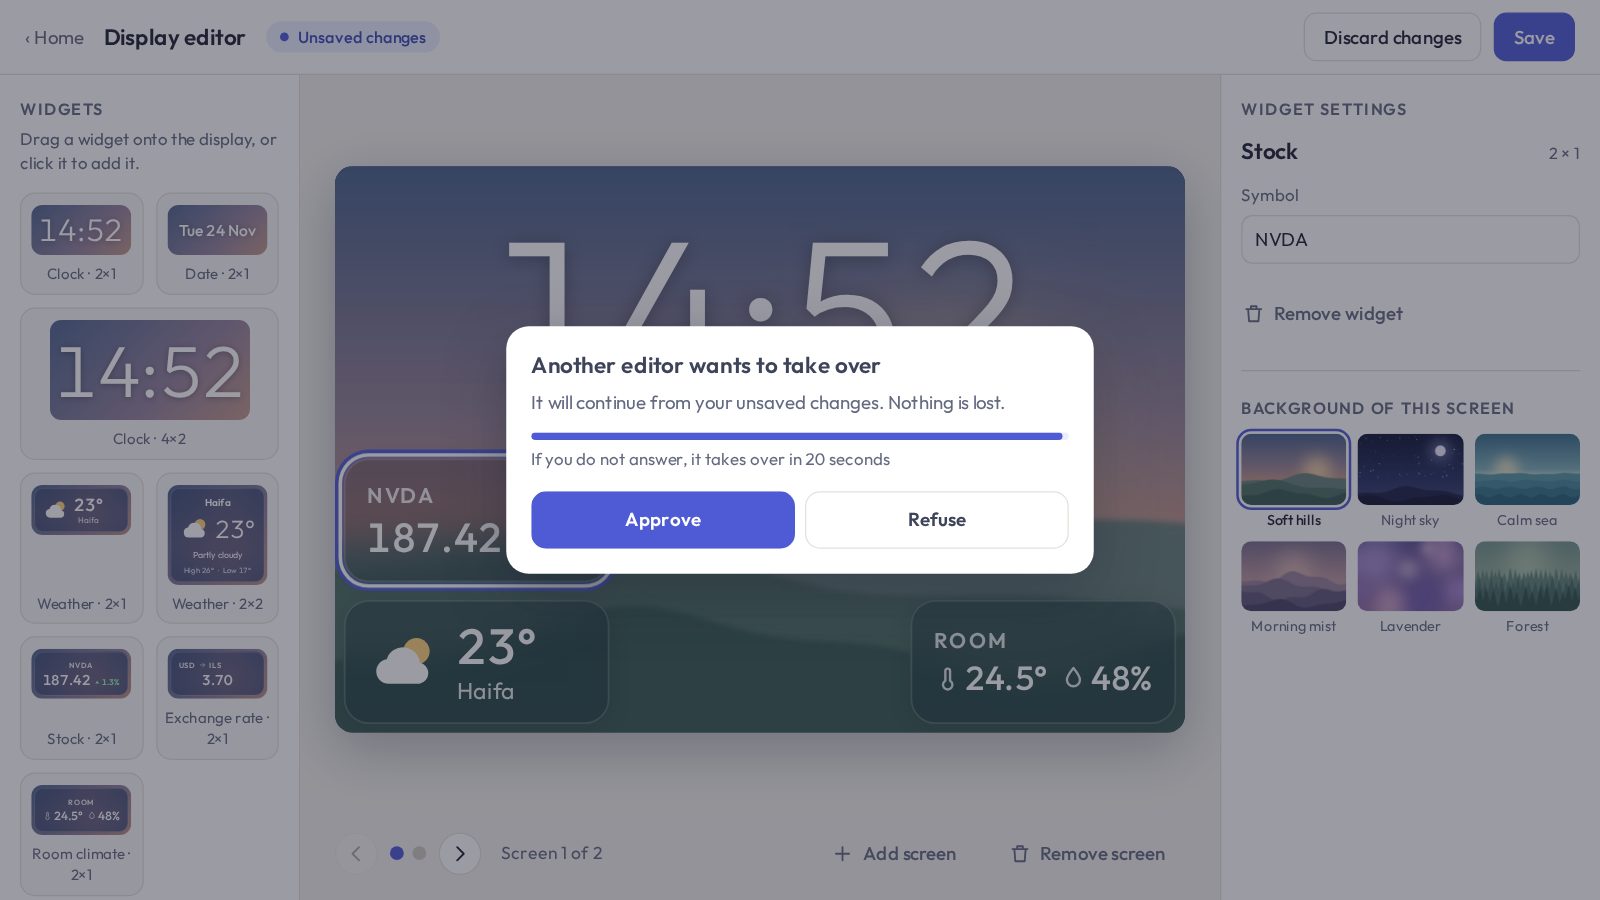 ‹ Home
Display editor
Unsaved changes
Discard changes
Save
WIDGETS
Drag a widget onto the display, or
click it to add it.
14:52
Clock · 2×1
Tue 24 Nov
Date · 2×1
14:52
Clock · 4×2
23°
Haifa
Weather · 2×1
Haifa
23°
Partly cloudy
High 26° · Low 17°
Weather · 2×2
NVDA
187.42 1.3%
Stock · 2×1
USD → ILS
3.70
Exchange rate ·
2×1
ROOM
24.5° 48%
Room climate ·
2×1
14:52
NVDA
187.42
23°
Haifa
ROOM
24.5° 48%
Another editor wants to take over
It will continue from your unsaved changes. Nothing is lost.
If you do not answer, it takes over in 20 seconds
Approve
Refuse
Screen 1 of 2
Add screen
Remove screen
WIDGET SETTINGS
Stock
2 × 1
Symbol
NVDA
Remove widget
BACKGROUND OF THIS SCREEN
Soft hills
Night sky
Calm sea
Morning mist
Lavender
Forest